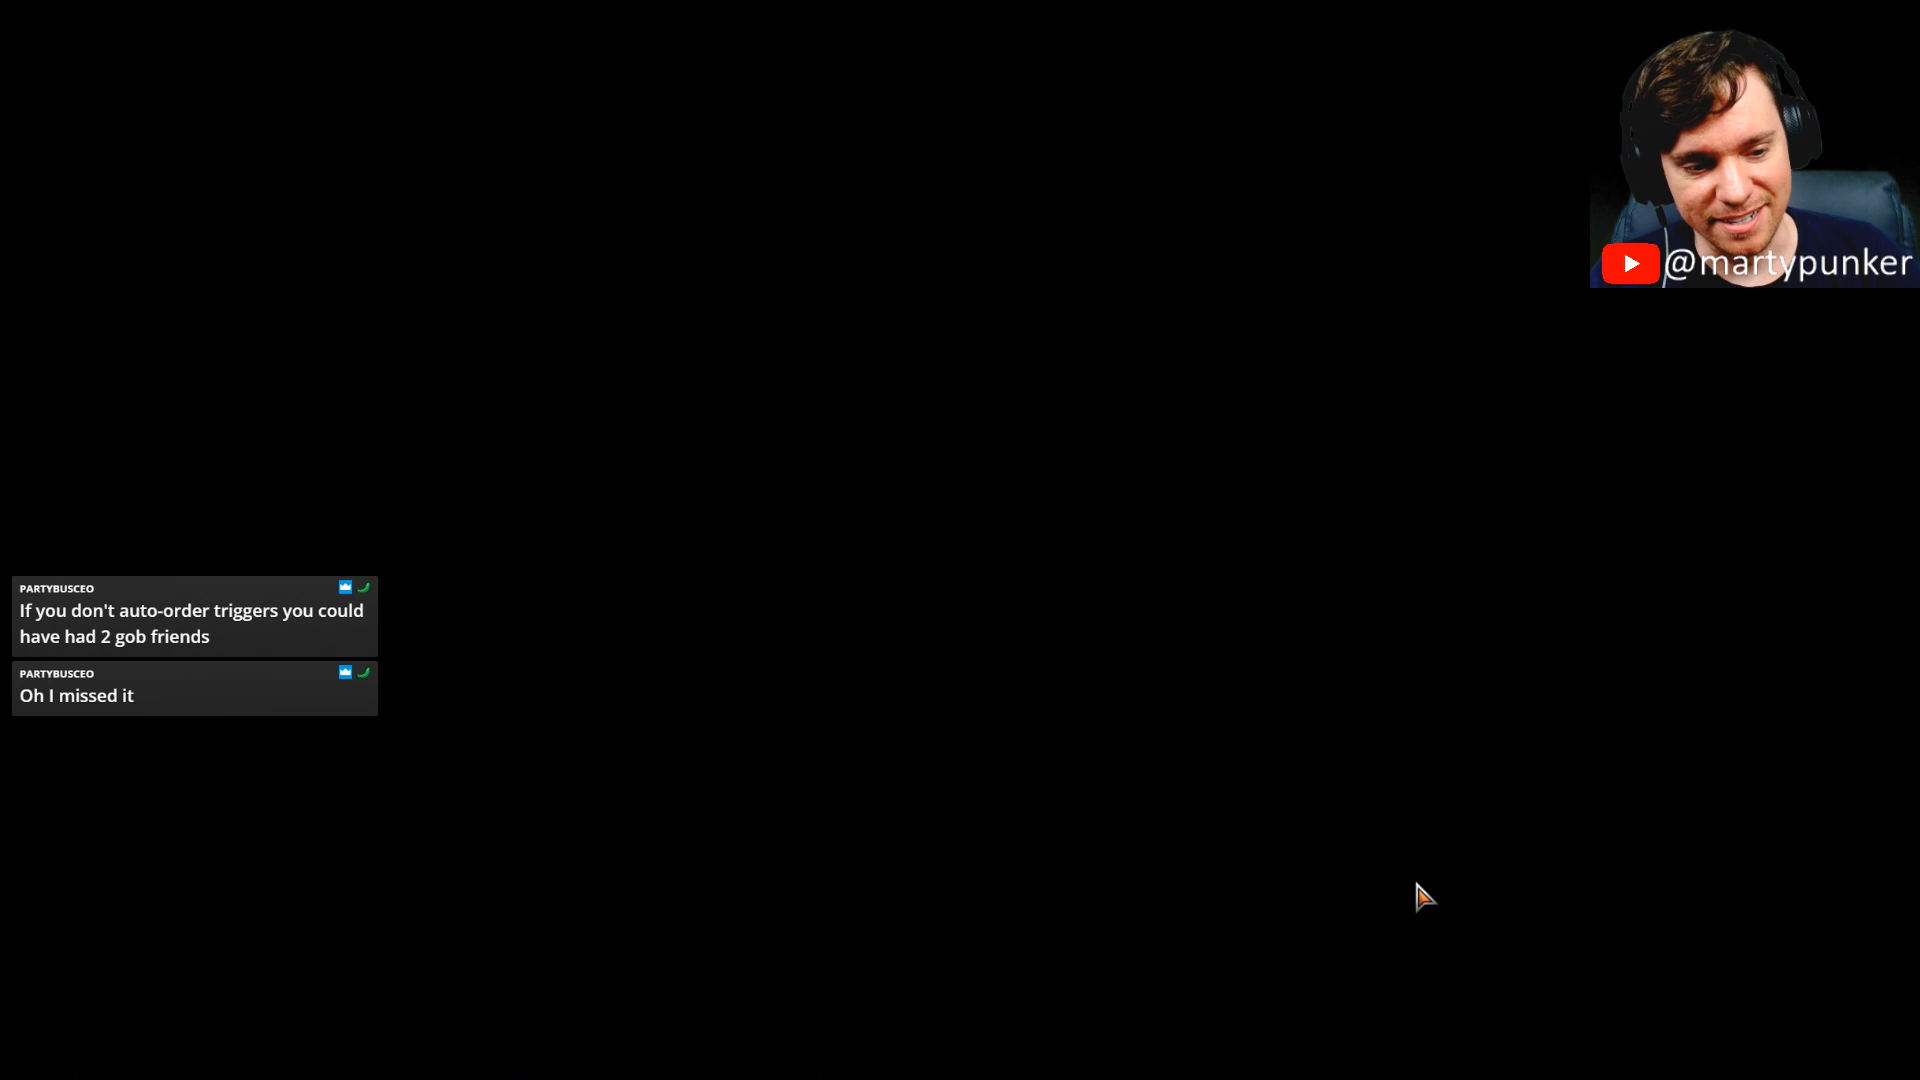 @martypunker
PARTYBUSCEO
If you don't auto-order triggers you could
have had 2 gob friends
PARTYBUSCEO
Oh I missed it